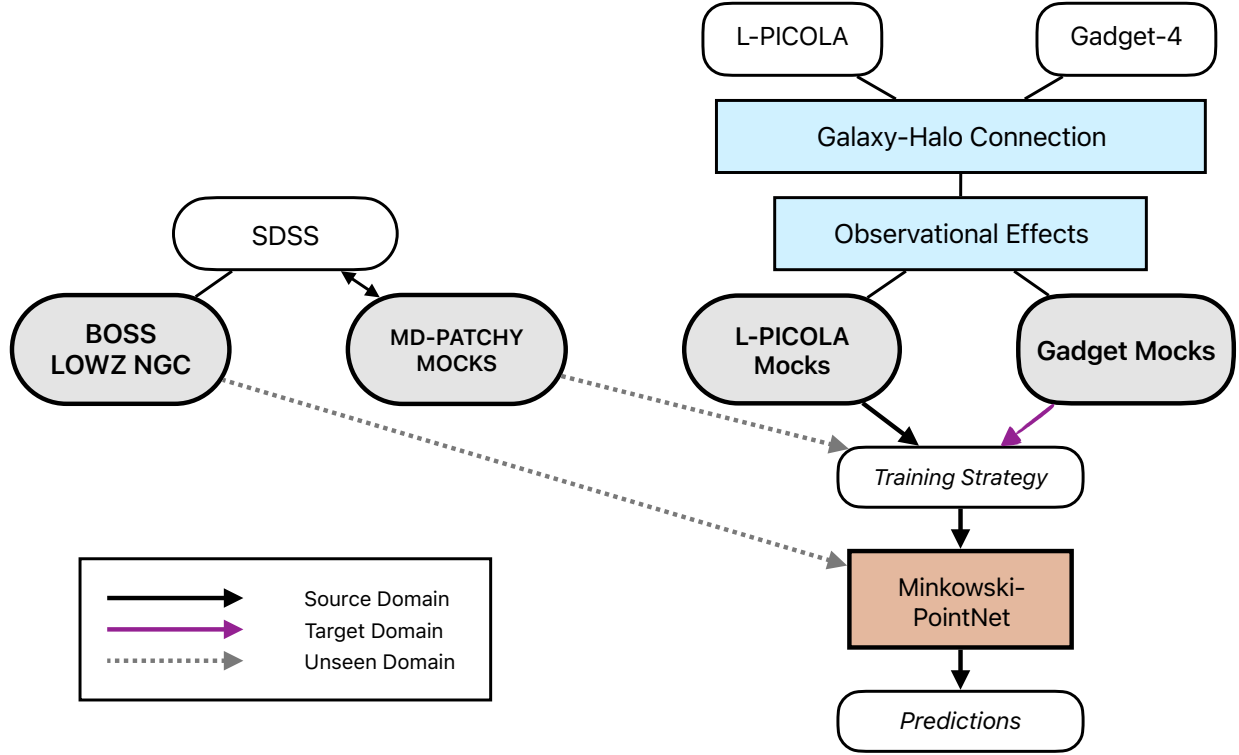 L-PICOLA
Gadget-4
Galaxy-Halo Connection
Observational Effects
SDSS
BOSS
LOWZ NGC
MD-PATCHY
MOCKS
L-PICOLA
Mocks
Gadget Mocks
Training Strategy
Minkowski-
PointNet
Predictions
Source Domain
Target Domain
Unseen Domain